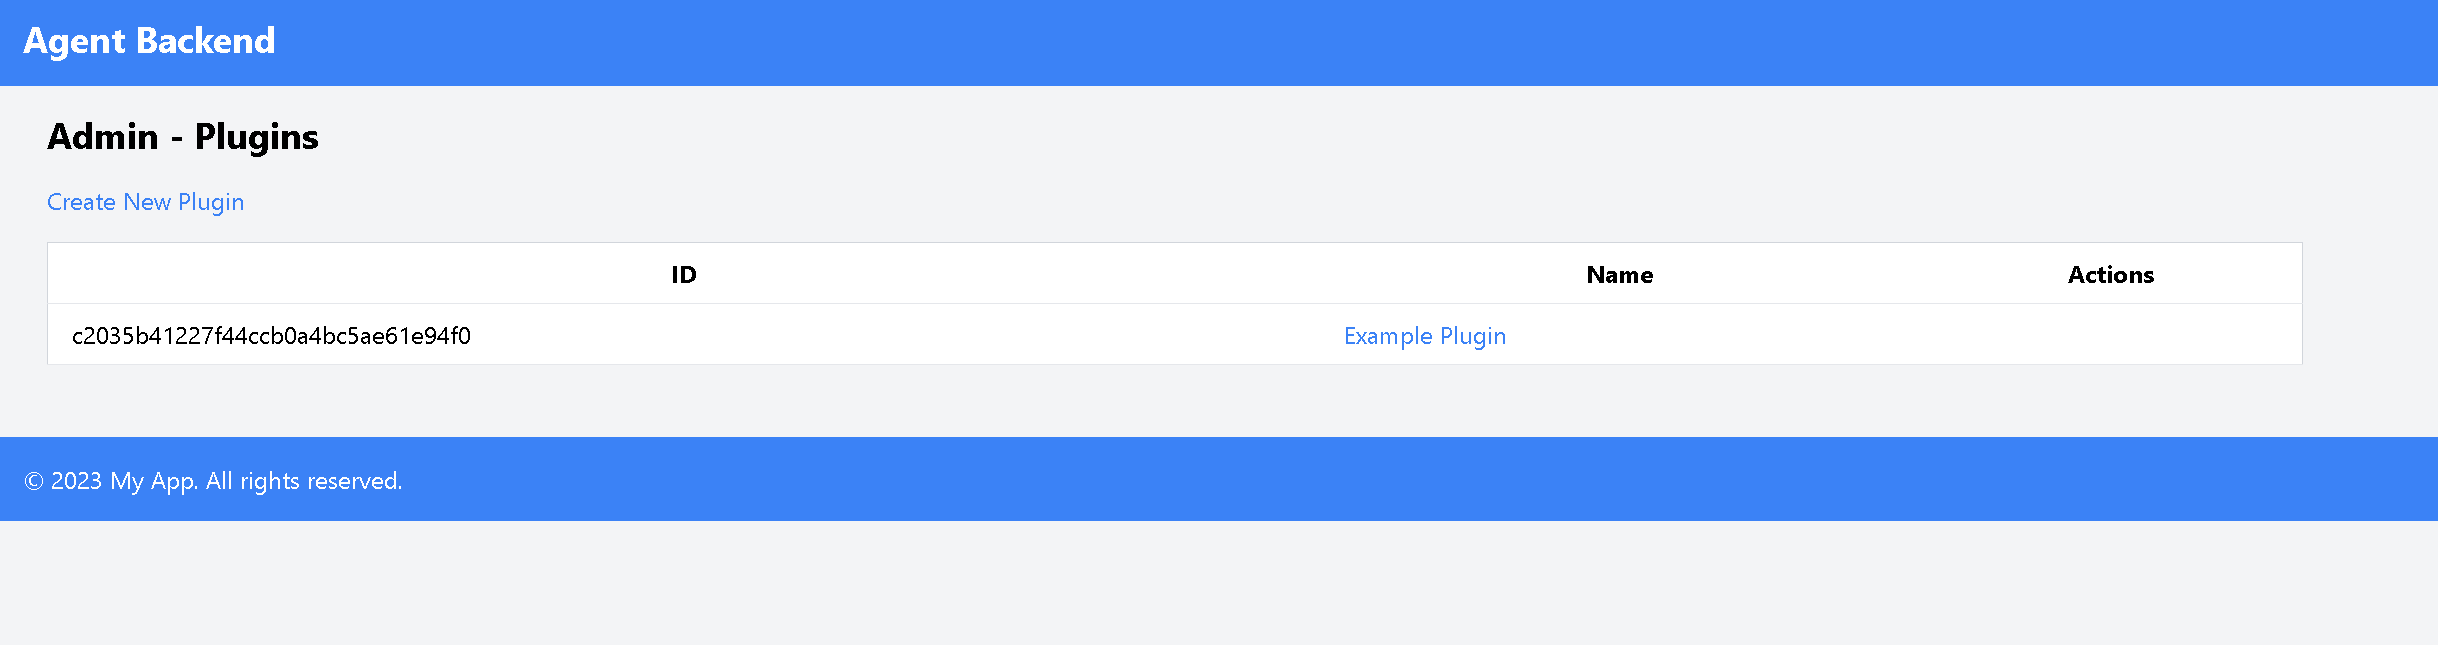 Agent Backend
Admin - Plugins
Create New Plugin
ID Name Actions
c2035b41227f44ccb0a4bc5ae61e94f0 Example Plugin
© 2023 My App. All rights reserved.